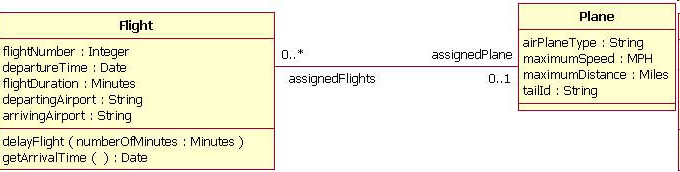 Flight
flightNumber : Integer
departureTime : Date
flightDuration : Minutes
departingAirport : String
arrivingAirport : String
delayFlight ( numberOfMinutes : Minutes )
getArrivalTime ( ) : Date
0..*
assignedFlights
assignedPlane
0..1
Plane
airPlaneType : String
maximumSpeed : MPH
maximumDistance : Miles
tailId : String